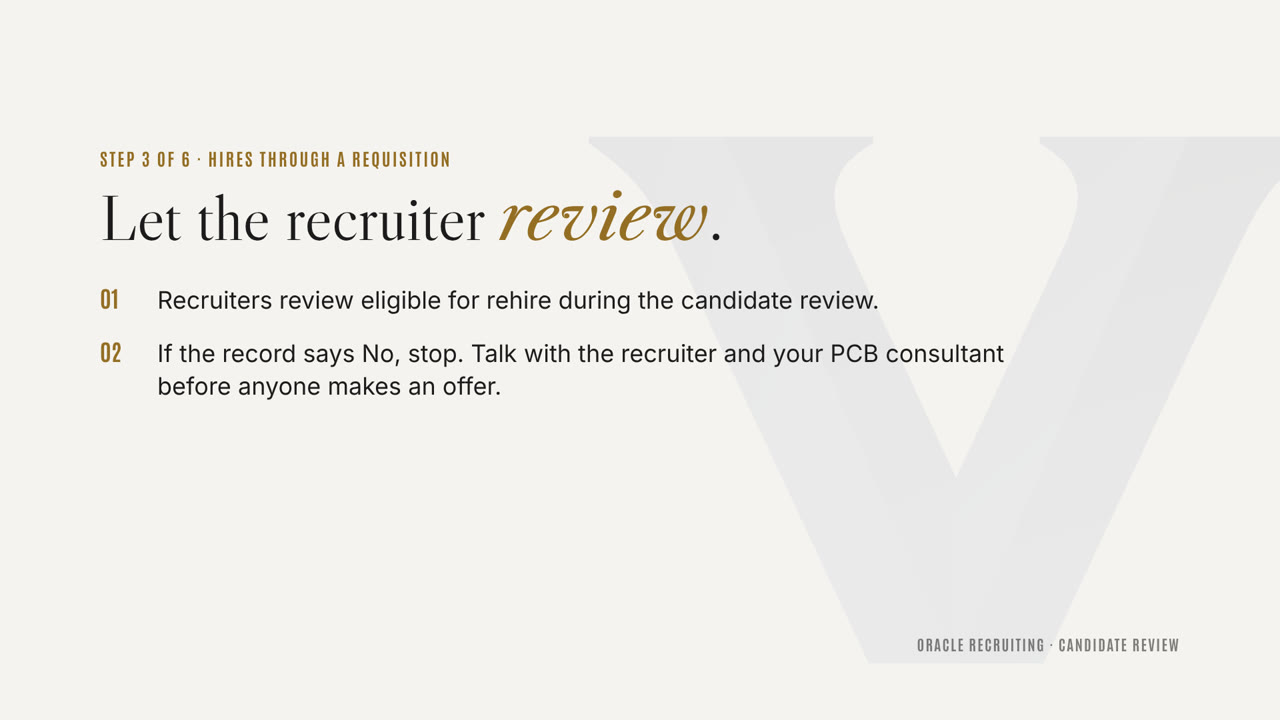 STEP 3 OF 6 · HIRES THROUGH A REQUISITION
Let the recruiter review.
01 Recruiters review eligible for rehire during the candidate review.
02 If the record says No, stop. Talk with the recruiter and your PCB consultant
before anyone makes an offer.
ORACLE RECRUITING · CANDIDATE REVIEW